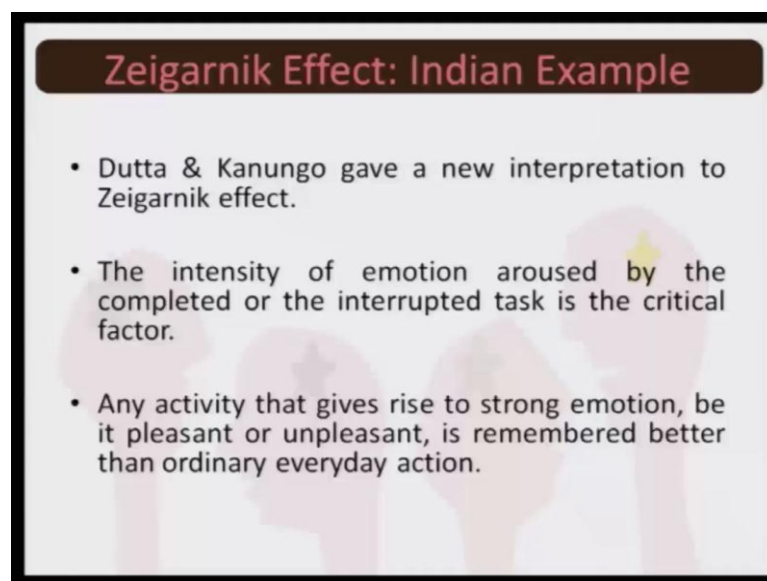 Zeigarnik Effect: Indian Example
• Dutta & Kanungo gave a new interpretation to
Zeigarnik effect.
• The intensity of emotion aroused by the
completed or the interrupted task is the critical
factor.
• Any activity that gives rise to strong emotion, be
it pleasant or unpleasant, is remembered better
than ordinary everyday action.